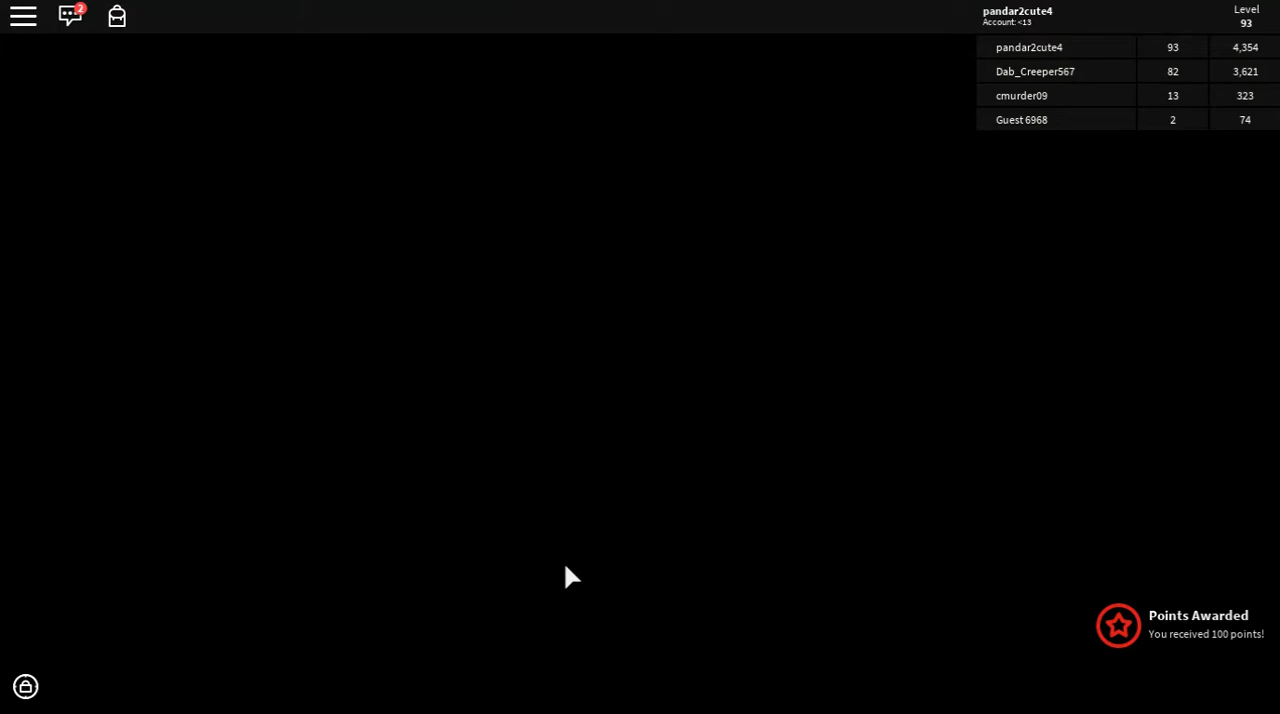 2
pandar2cute4
Account: <13
Level
93
pandar2cute4 93 4,354
Dab_Creeper567 82 3,621
cmurder09 13 323
Guest 6968 2 74
Points Awarded
You received 100 points!